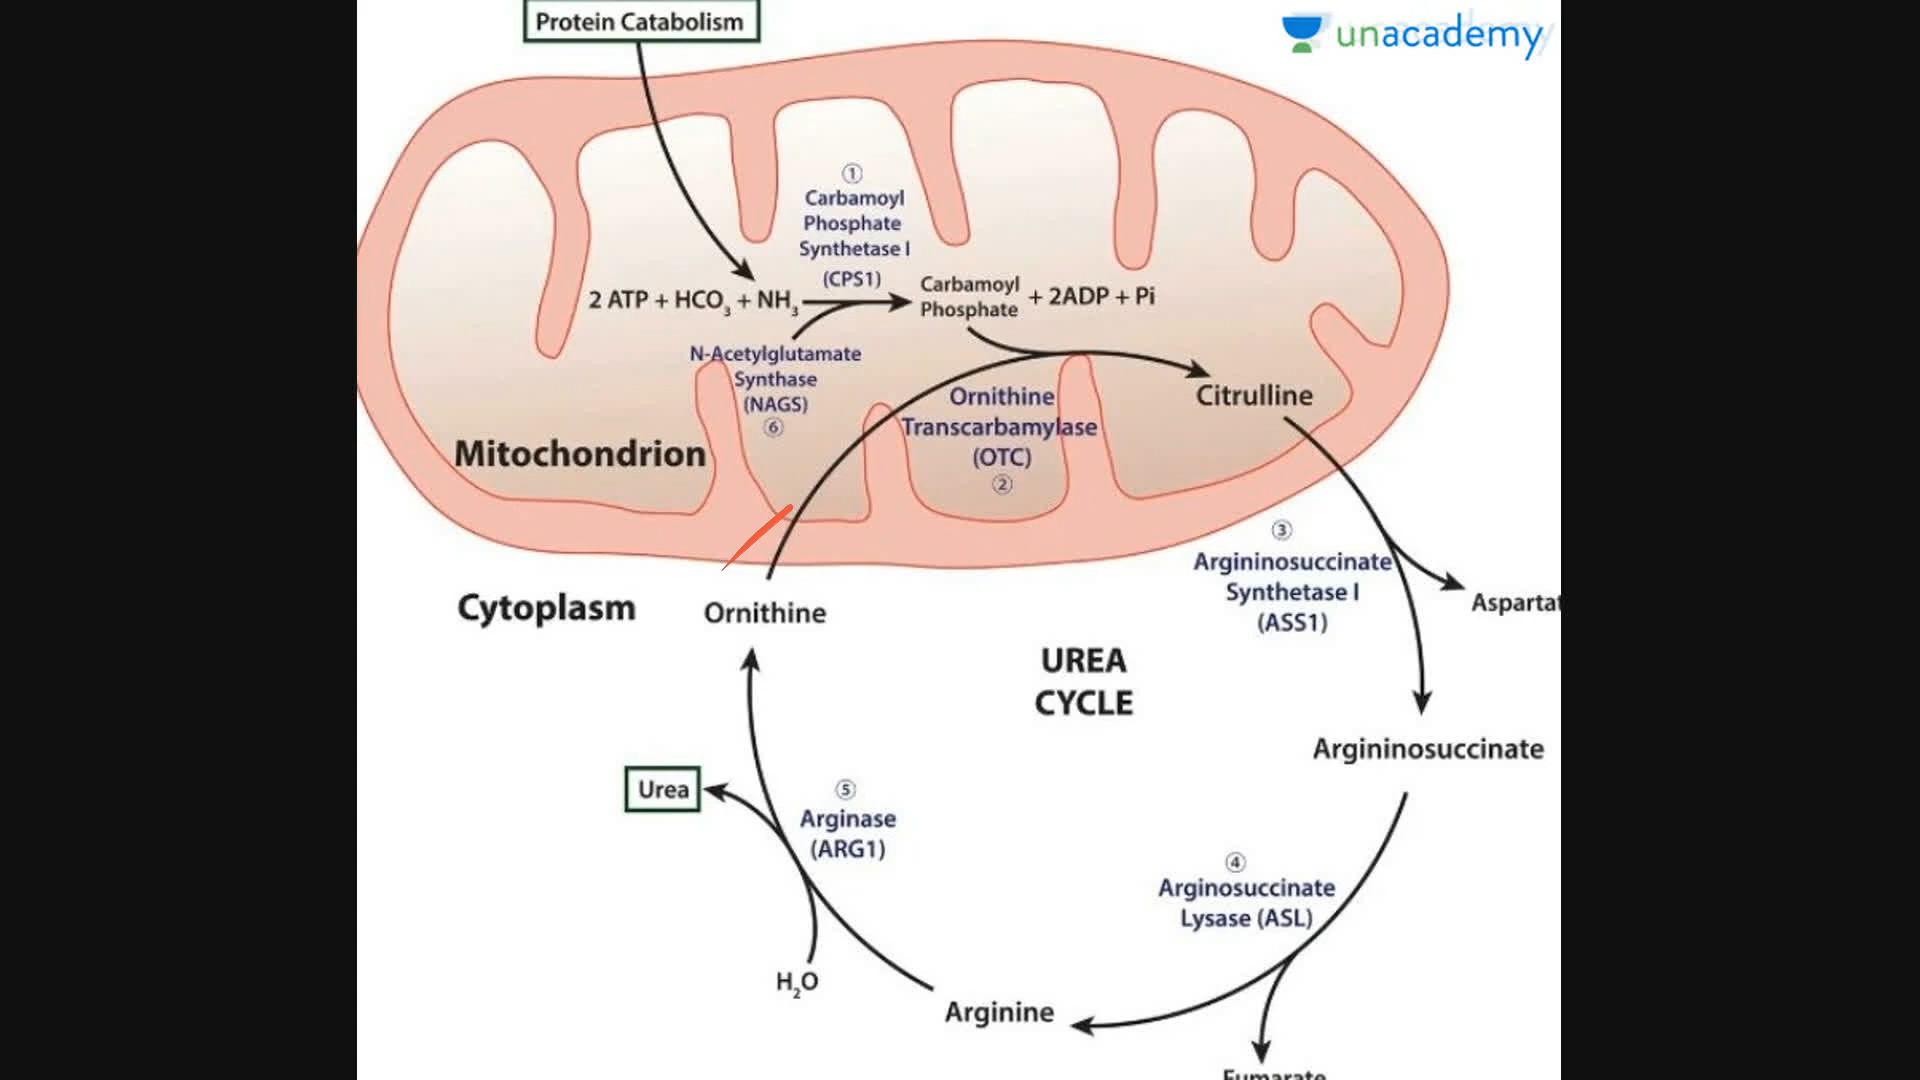 Protein Catabolism
unacademy
①
Carbamoyl
Phosphate
Synthetase I
(CPS1)
2 ATP + HCO₃ + NH₃
Carbamoyl
Phosphate
+ 2ADP + Pi
N-Acetylglutamate
Synthase
(NAGS)
⑥
Ornithine
Transcarbamylase
(OTC)
②
Citrulline
Mitochondrion
③
Argininosuccinate
Synthetase I
(ASS1)
Aspartat
Cytoplasm
Ornithine
UREA
CYCLE
Argininosuccinate
Urea
⑤
Arginase
(ARG1)
④
Arginosuccinate
Lysase (ASL)
H₂O
Arginine
Fumarate